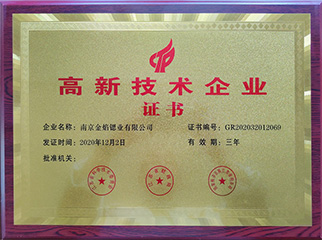 高新技术企业
证书
企业名称：南京金焰锶业有限公司 证书编号：GR202032012069
发证时间：2020年12月2日 有效期：三年
批准机关：